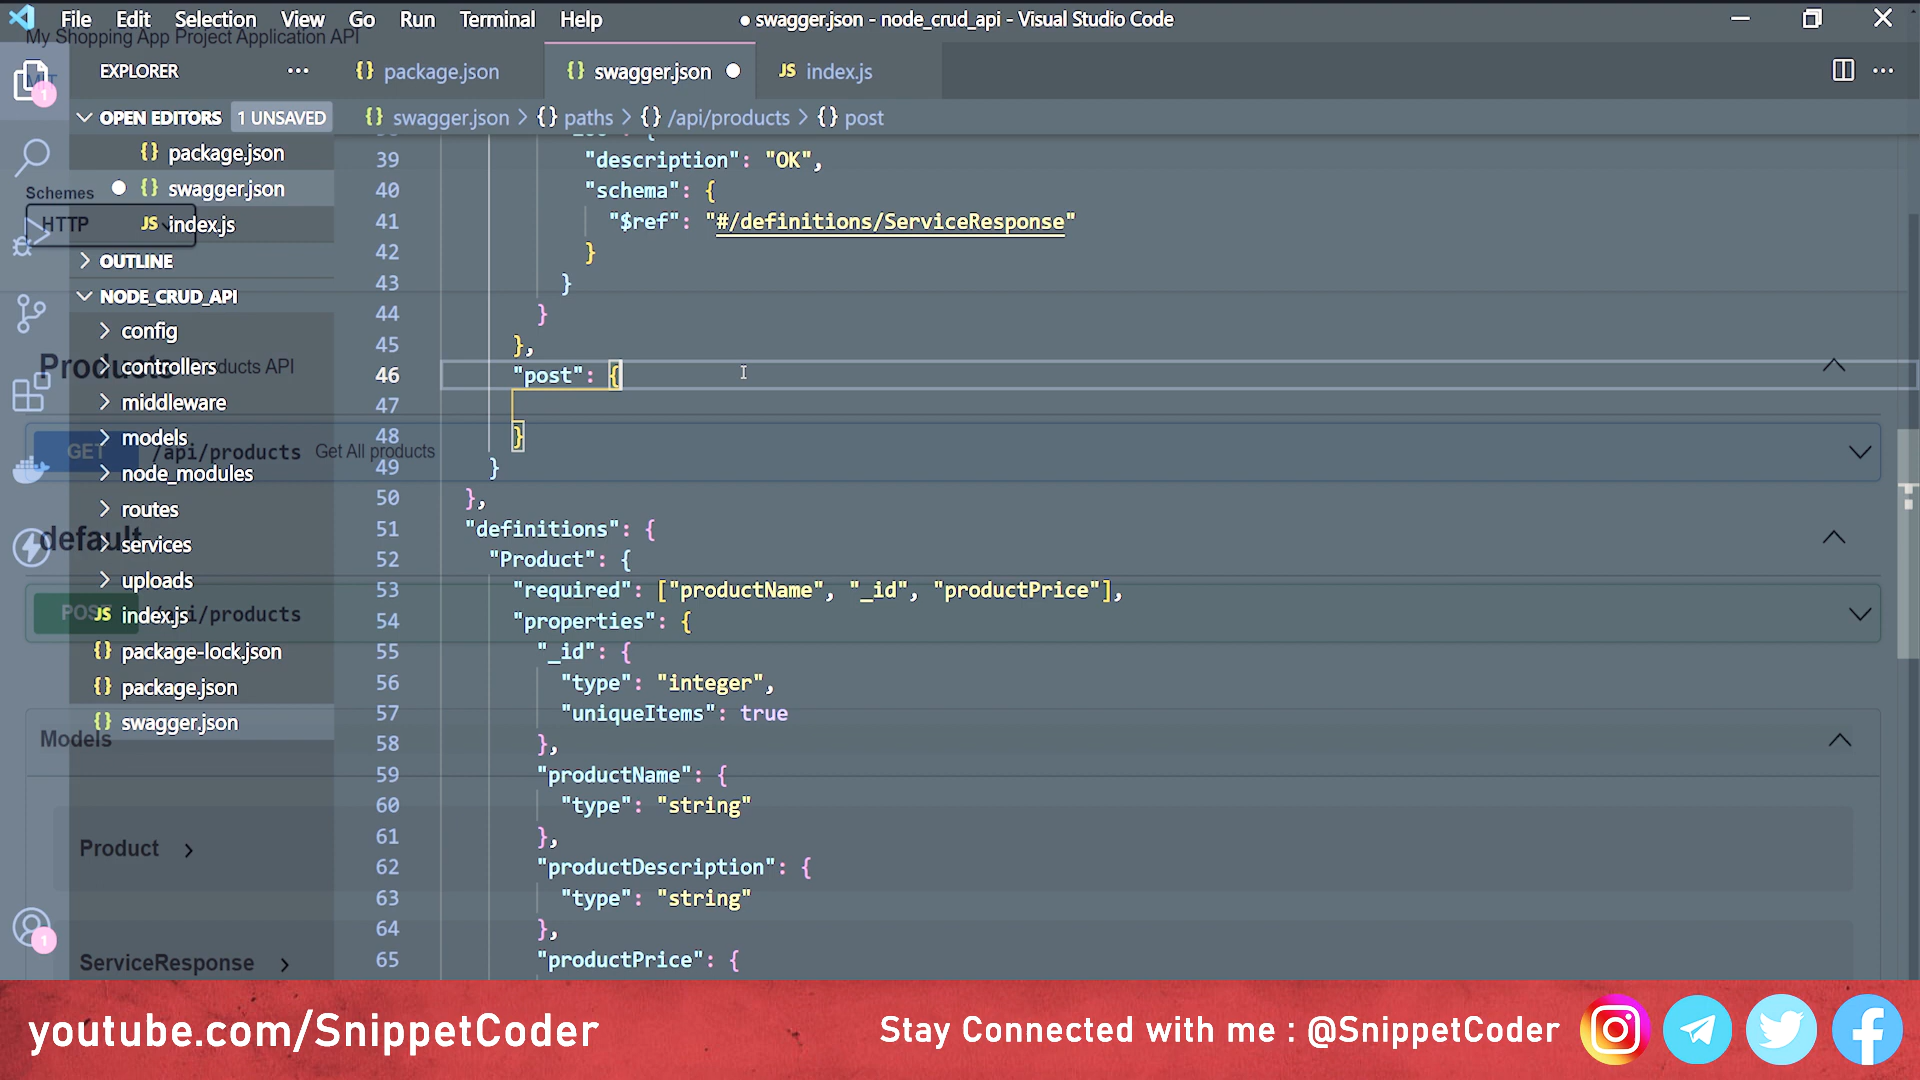 File Edit Selection View Go Run Terminal Help
● swagger.json - node_crud_api - Visual Studio Code
My Shopping App Project Application API
EXPLORER
{} package.json
{} swagger.json ●
JS index.js
OPEN EDITORS 1 UNSAVED
{} package.json
● {} swagger.json
JS index.js
Schemes
HTTP
OUTLINE
NODE_CRUD_API
config
controllers
middleware
models
node_modules
routes
services
uploads
JS index.js
{} package-lock.json
{} package.json
{} swagger.json
1
1
{} swagger.json > {} paths > {} /api/products > {} post
39 "description": "OK",
40 "schema": {
41 "$ref": "#/definitions/ServiceResponse"
42 }
43 }
44 }
45 },
46 "post": {
47
48 }
49 }
50 },
51 "definitions": {
52 "Product": {
53 "required": ["productName", "_id", "productPrice"],
54 "properties": {
55 "_id": {
56 "type": "integer",
57 "uniqueItems": true
58 },
59 "productName": {
60 "type": "string"
61 },
62 "productDescription": {
63 "type": "string"
64 },
65 "productPrice": {
Products
GET /api/products Get All products
default
POST /api/products
Models
Product >
ServiceResponse >
youtube.com/SnippetCoder
Stay Connected with me : @SnippetCoder